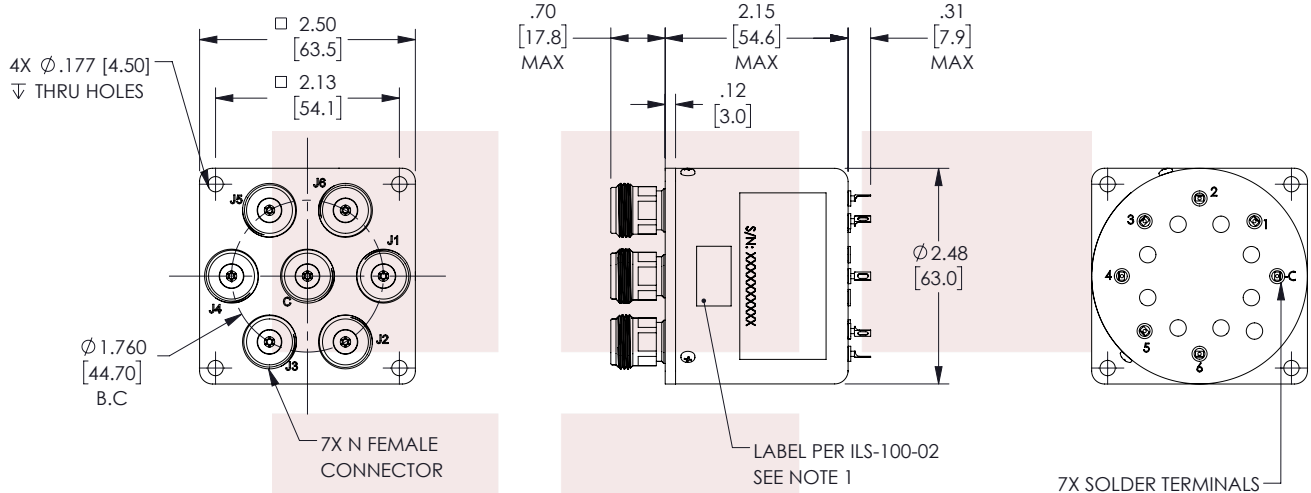 □ 2.50
[63.5]
4X Ø.177 [4.50]
↧ THRU HOLES
□ 2.13
[54.1]
J5
J6
J1
J4
C
J3
J2
Ø1.760
[44.70]
B.C
7X N FEMALE
CONNECTOR
.70
[17.8]
MAX
2.15
[54.6]
MAX
.31
[7.9]
MAX
.12
[3.0]
S/N: XXXXXXXXXX
Ø2.48
[63.0]
LABEL PER ILS-100-02
SEE NOTE 1
2
3
1
4
-C
5
6
7X SOLDER TERMINALS